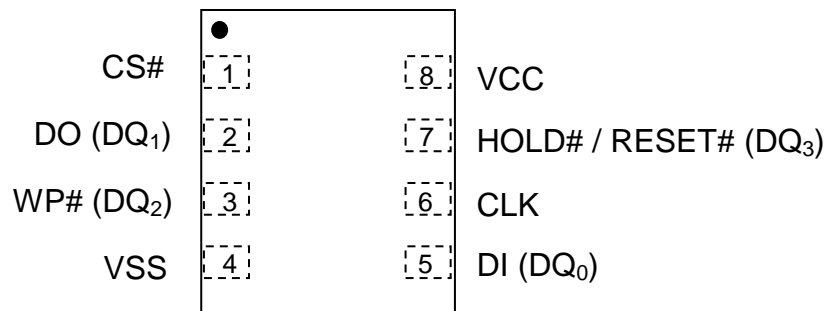 CS# 1 8 VCC
DO (DQ₁) 2 7 HOLD# / RESET# (DQ₃)
WP# (DQ₂) 3 6 CLK
VSS 4 5 DI (DQ₀)